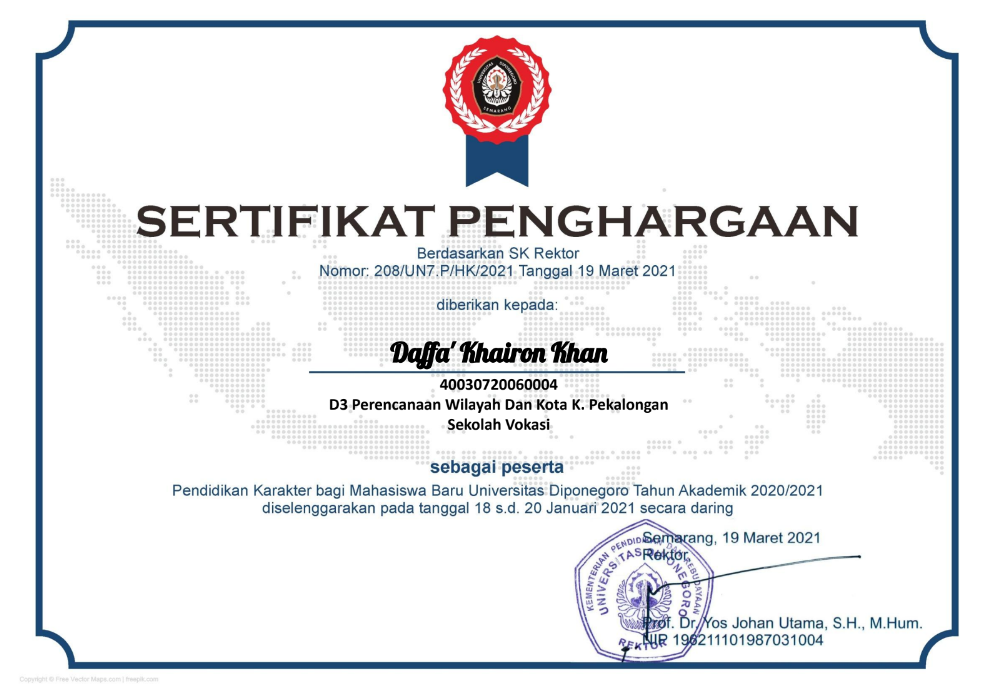 UNIVERSITAS DIPONEGORO
SEMARANG
SERTIFIKAT PENGHARGAAN
Berdasarkan SK Rektor
Nomor: 208/UN7.P/HK/2021 Tanggal 19 Maret 2021
diberikan kepada:
Daffa' Khairon Khan
40030720060004
D3 Perencanaan Wilayah Dan Kota K. Pekalongan
Sekolah Vokasi
sebagai peserta
Pendidikan Karakter bagi Mahasiswa Baru Universitas Diponegoro Tahun Akademik 2020/2021
diselenggarakan pada tanggal 18 s.d. 20 Januari 2021 secara daring
Semarang, 19 Maret 2021
Rektor,
KEMENTERIAN PENDIDIKAN DAN KEBUDAYAAN
UNIVERSITAS DIPONEGORO
REKTOR
Prof. Dr. Yos Johan Utama, S.H., M.Hum.
NIP 196211101987031004
Copyright © Free Vector Maps.com | freepik.com